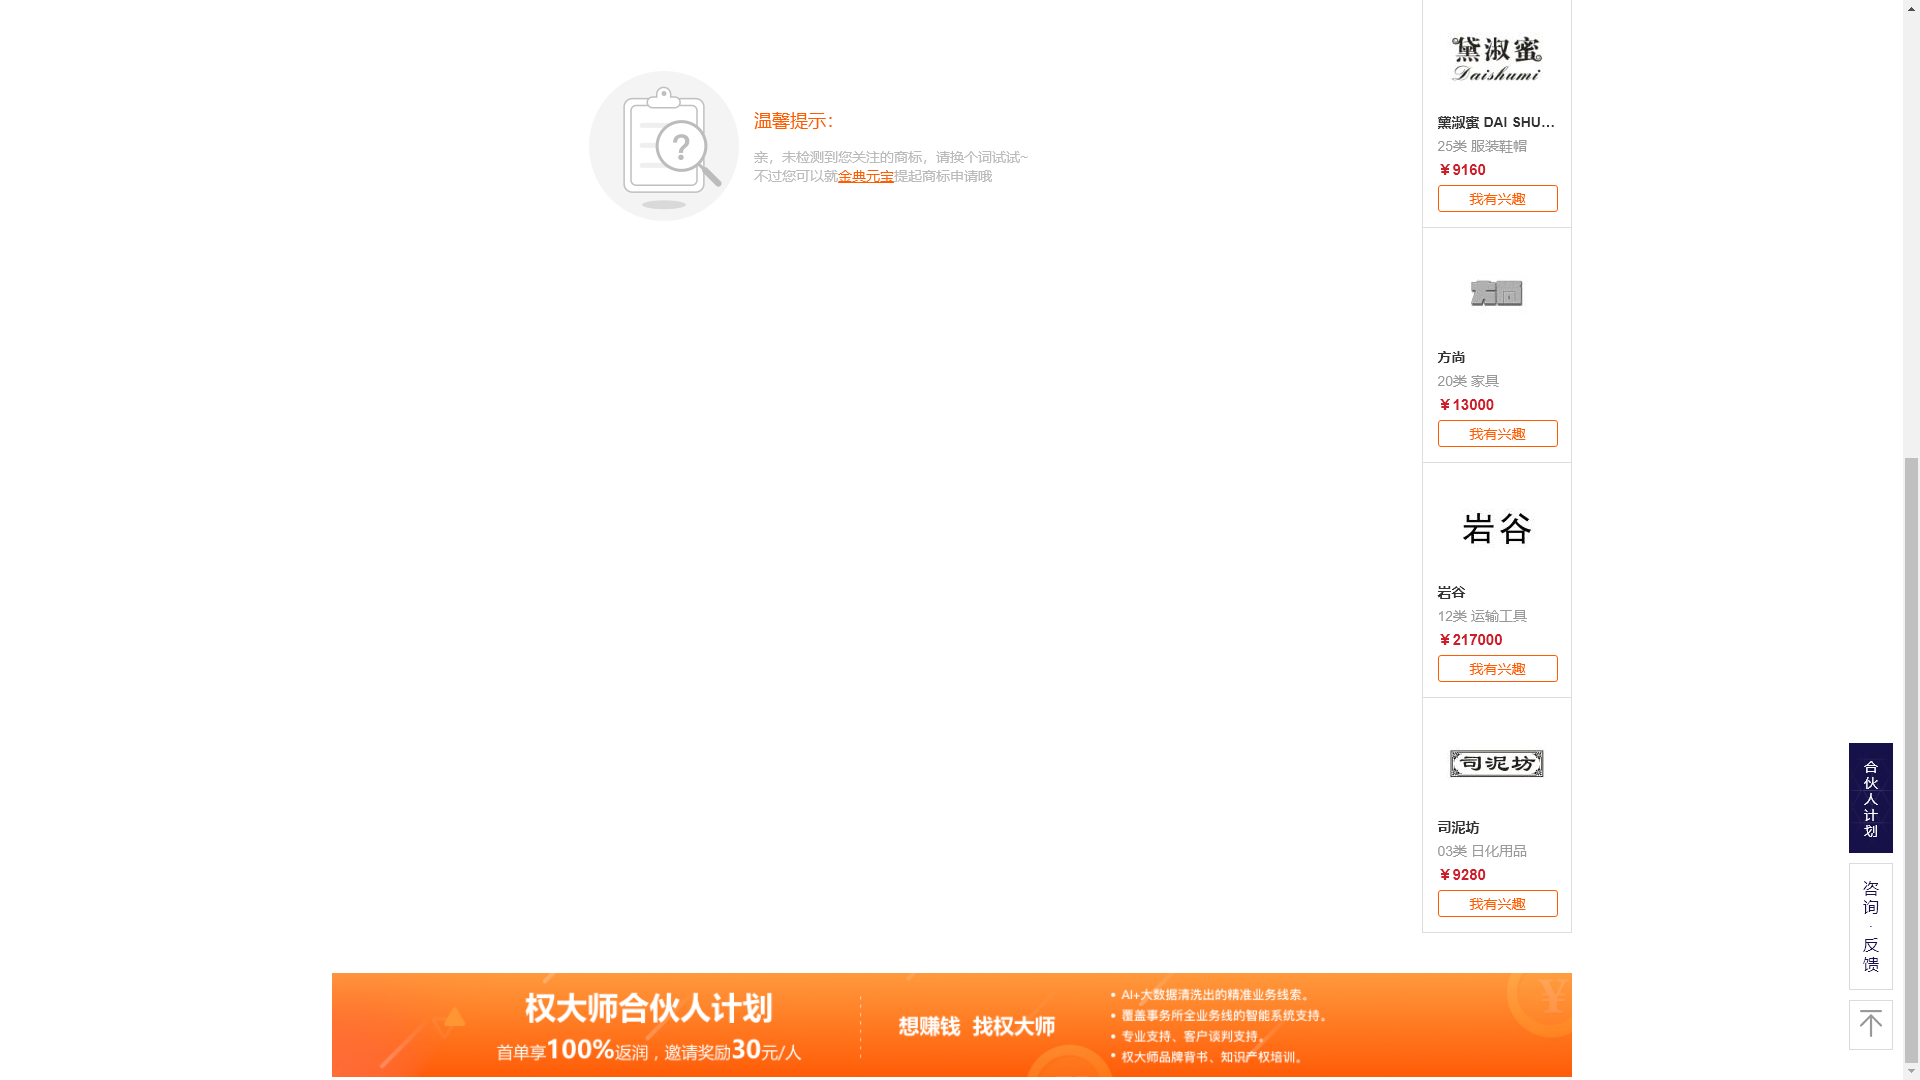 温馨提示：
亲，未检测到您关注的商标，请换个词试试~
不过您可以就金典元宝提起商标申请哦
黛淑蜜
Daishumi
黛淑蜜 DAI SHU...
25类 服装鞋帽
￥9160
我有兴趣
方尚
方尚
20类 家具
￥13000
我有兴趣
岩谷
岩谷
12类 运输工具
￥217000
我有兴趣
司泥坊
司泥坊
03类 日化用品
￥9280
我有兴趣
合伙人计划
咨询·反馈
权大师合伙人计划
首单享100%返润，邀请奖励30元/人
想赚钱 找权大师
• AI+大数据清洗出的精准业务线索。
• 覆盖事务所全业务线的智能系统支持。
• 专业支持、客户谈判支持。
• 权大师品牌背书、知识产权培训。